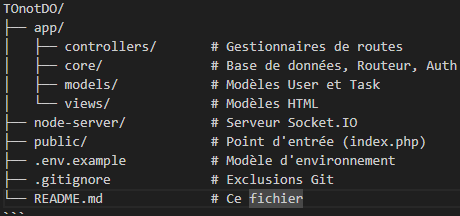 TOnotDO/
├── app/
│   ├── controllers/       # Gestionnaires de routes
│   ├── core/              # Base de données, Routeur, Auth
│   ├── models/            # Modèles User et Task
│   └── views/             # Modèles HTML
├── node-server/           # Serveur Socket.IO
├── public/                # Point d'entrée (index.php)
├── .env.example           # Modèle d'environnement
├── .gitignore             # Exclusions Git
└── README.md              # Ce fichier
```